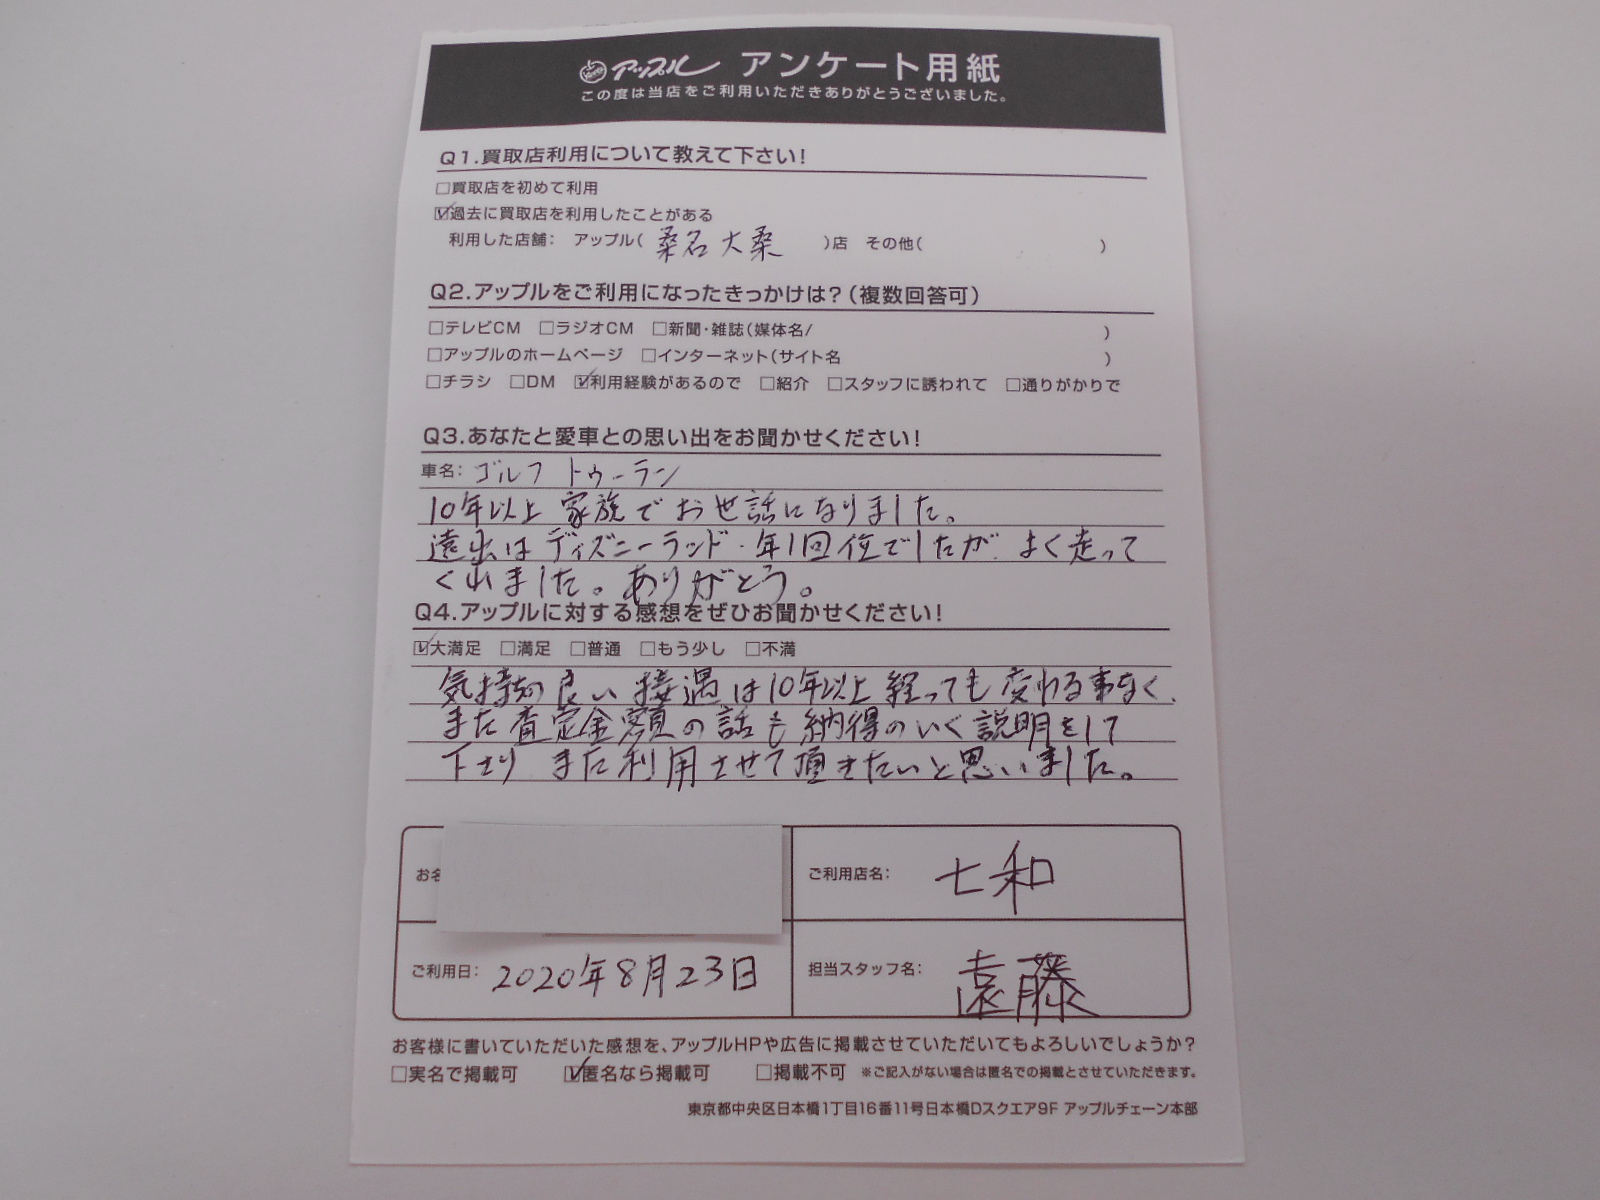 アップル アンケート用紙
この度は当店をご利用いただきありがとうございました。
Q1.買取店利用について教えて下さい!
□買取店を初めて利用
☑過去に買取店を利用したことがある
利用した店舗: アップル( 桑名大桑 )店 その他( )
Q2.アップルをご利用になったきっかけは?(複数回答可)
□テレビCM □ラジオCM □新聞・雑誌(媒体名/ )
□アップルのホームページ □インターネット(サイト名 )
□チラシ □DM ☑利用経験があるので □紹介 □スタッフに誘われて □通りがかりで
Q3.あなたと愛車との思い出をお聞かせください!
車名: ゴルフ トゥーラン
10年以上 家族でお世話になりました。
遠出はディズニーランド・年1回位でしたが よく走って
くれました。ありがとう。
Q4.アップルに対する感想をぜひお聞かせください!
☑大満足 □満足 □普通 □もう少し □不満
気持の良い接遇は10年以上経っても変わる事なく、
また査定金額の話も納得のいく説明をして
下さり また利用させて頂きたいと思いました。
お名
ご利用店名: 七和
ご利用日: 2020年8月23日
担当スタッフ名: 遠藤
お客様に書いていただいた感想を、アップルHPや広告に掲載させていただいてもよろしいでしょうか?
□実名で掲載可 ☑匿名なら掲載可 □掲載不可 ※ご記入がない場合は匿名での掲載とさせていただきます。
東京都中央区日本橋1丁目16番11号日本橋Dスクエア9F アップルチェーン本部